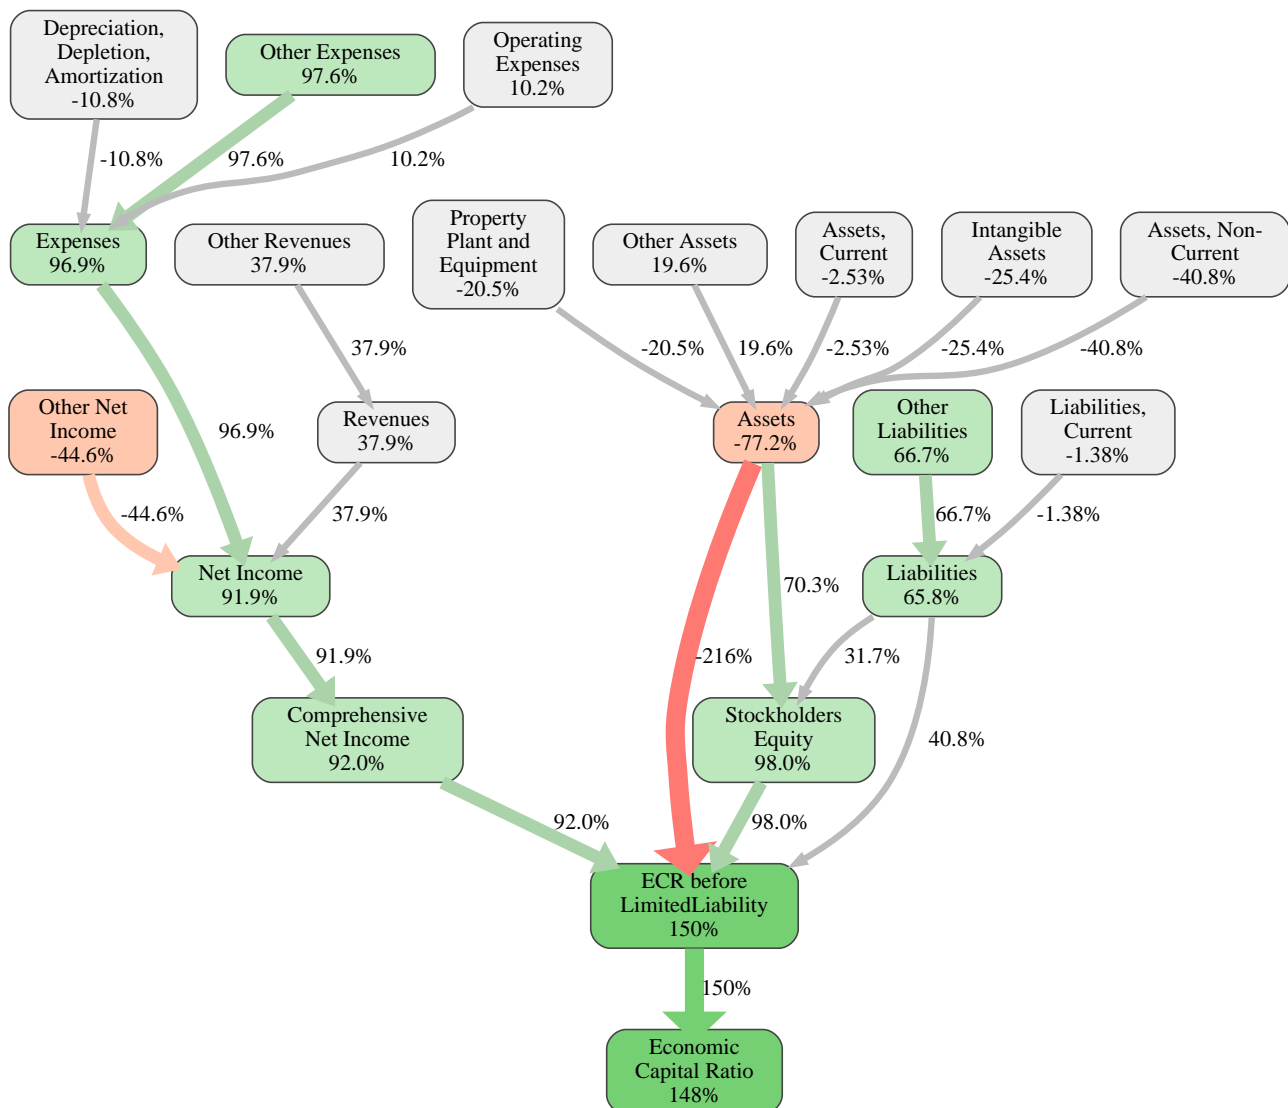 Depreciation,
Depletion,
Amortization
-10.8%
Other Expenses
97.6%
Operating
Expenses
10.2%
-10.8%
97.6%
10.2%
Expenses
96.9%
Other Revenues
37.9%
Property
Plant and
Equipment
-20.5%
Other Assets
19.6%
Assets,
Current
-2.53%
Intangible
Assets
-25.4%
Assets, Non-
Current
-40.8%
37.9%
-20.5%
19.6%
-2.53%
-25.4%
-40.8%
Other Net
Income
-44.6%
96.9%
Revenues
37.9%
Assets
-77.2%
Other
Liabilities
66.7%
Liabilities,
Current
-1.38%
-44.6%
37.9%
66.7%
-1.38%
Net Income
91.9%
70.3%
Liabilities
65.8%
91.9%
-216%
31.7%
Comprehensive
Net Income
92.0%
Stockholders
Equity
98.0%
40.8%
92.0%
98.0%
ECR before
LimitedLiability
150%
150%
Economic
Capital Ratio
148%